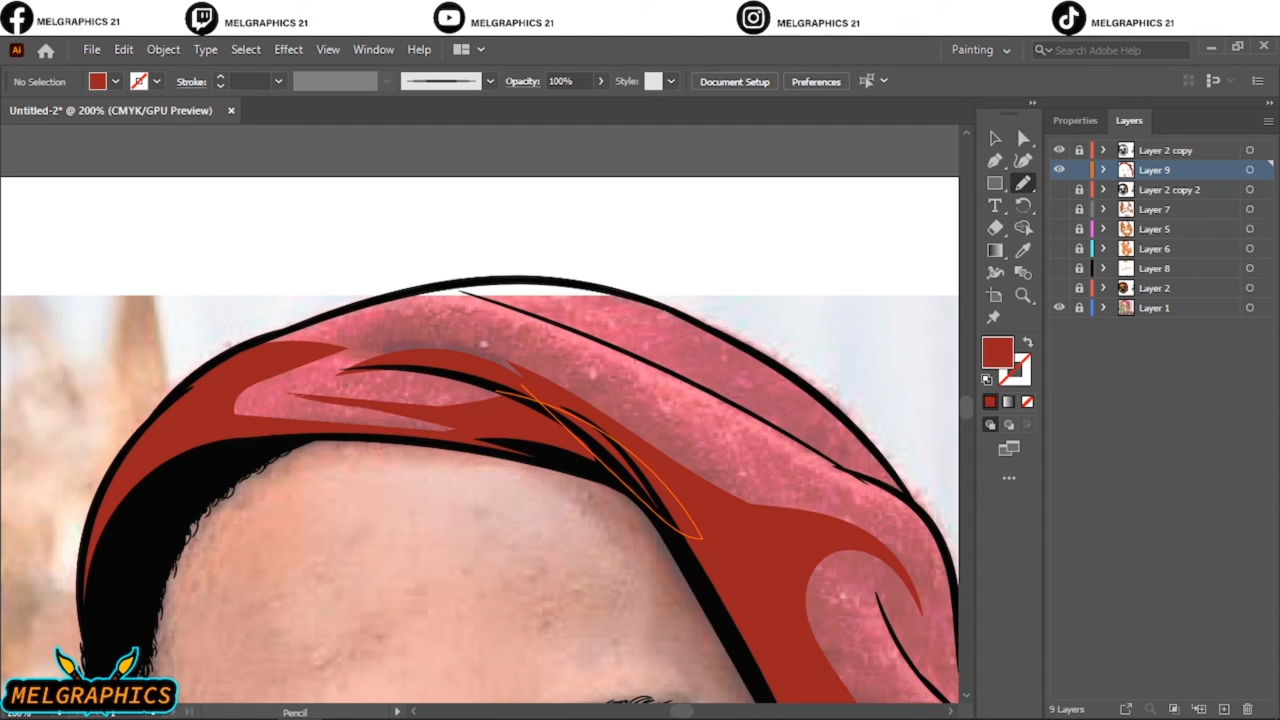 MELGRAPHICS 21 MELGRAPHICS 21 MELGRAPHICS 21 MELGRAPHICS 21 MELGRAPHICS 21
Ai File Edit Object Type Select Effect View Window Help Painting Search Adobe Help
No Selection Stroke: Opacity: 100% Style: Document Setup Preferences
Untitled-2* @ 200% (CMYK/GPU Preview) ×
Properties Layers
Layer 2 copy
Layer 9
Layer 2 copy 2
Layer 7
Layer 5
Layer 6
Layer 8
Layer 2
Layer 1
MELGRAPHICS
Pencil
9 Layers